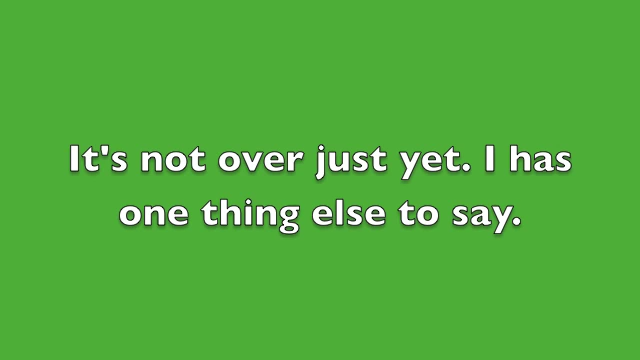 It's not over just yet. I has
one thing else to say.